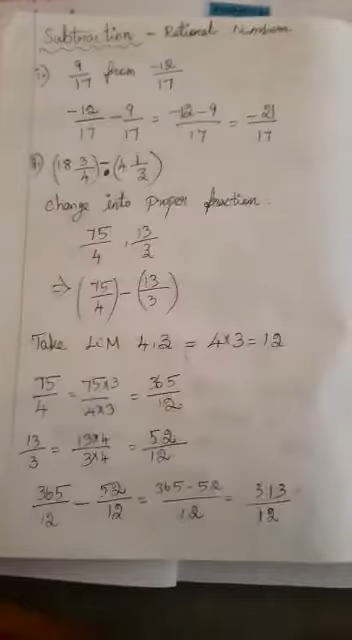 Subtraction - Rational Numbers
i) 9/17 from -12/17
-12/17 - 9/17 = -12-9/17 = -21/17
ii) (18 3/4) - (4 1/3)
Change into proper fraction.
75/4 , 13/3
⇒ (75/4) - (13/3)
Take LCM 4,3 = 4×3=12
75/4 = 75×3/4×3 = 365/12
13/3 = 13×4/3×4 = 52/12
365/12 - 52/12 = 365-52/12 = 313/12